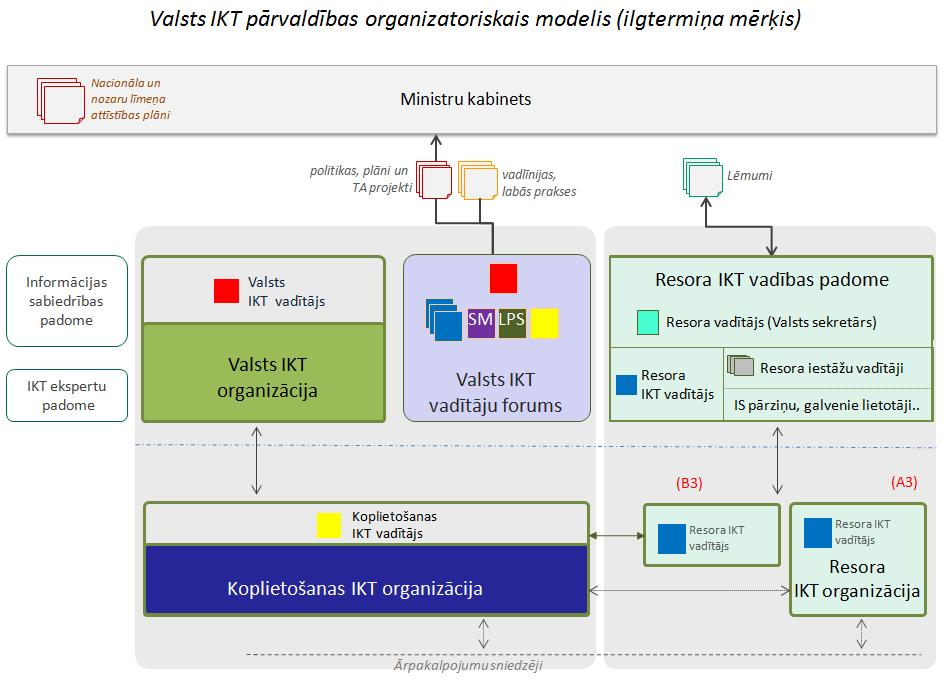 Valsts IKT pārvaldības organizatoriskais modelis (ilgtermiņa mērķis)
Nacionāla un
nozaru līmeņa
attīstības plāni
Ministru kabinets
politikas, plāni un
TA projekti
vadlīnijas,
labās prakses
Lēmumi
Informācijas
sabiedrības
padome
IKT ekspertu
padome
Valsts
IKT vadītājs
Valsts IKT
organizācija
SM
LPS
Valsts IKT
vadītāju forums
Resora IKT vadības padome
Resora vadītājs (Valsts sekretārs)
Resora
IKT vadītājs
Resora iestāžu vadītāji
IS pārziņu, galvenie lietotāji..
Koplietošanas
IKT vadītājs
Koplietošanas IKT organizācija
(B3)
Resora IKT
vadītājs
(A3)
Resora IKT
vadītājs
Resora
IKT organizācija
Ārpakalpojumu sniedzēji